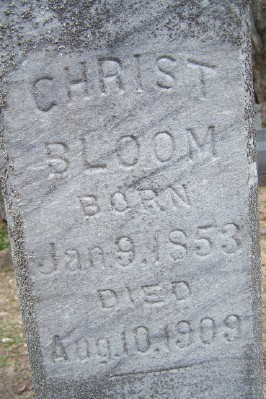 CHRIST
BLOOM
BORN
Jan. 9. 1853
DIED
Aug. 10. 1909